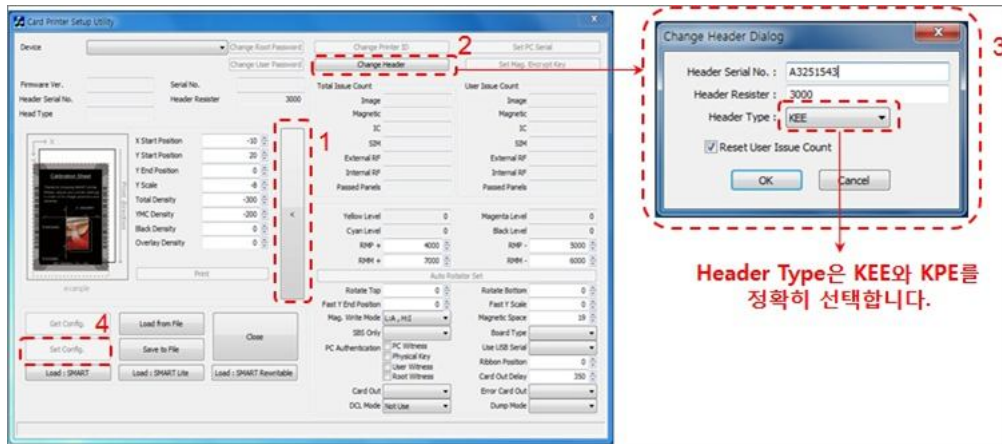 Card Printer Setup Utility
Device
Change Root Password
Change Printer ID
2
Set PC Serial
Change User Password
Change Header
Set Mag. Encrypt Key
Firmware Ver.
Serial No.
Total Issue Count
User Issue Count
Header Serial No.
Header Resister
3000
Image
Image
Head Type
Magnetic
Magnetic
IC
IC
SIM
SIM
External RF
External RF
Internal RF
Internal RF
Passed Panels
Passed Panels
1
X Start Position
-10
Y Start Position
20
Y End Position
0
Y Scale
-8
Total Density
-300
YMC Density
-200
<
Black Density
0
Overlay Density
0
Calibration Sheet
Print
example
Yellow Level
0
Magenta Level
0
Cyan Level
0
Black Level
0
RMP +
4000
RMP -
5000
RMM +
7000
RMM -
6000
Auto Rotator Set
Rotate Top
0
Rotate Bottom
0
Fast Y End Position
0
Fast Y Scale
0
Mag. Write Mode
Magnetic Space
19
SBS Only
Board Type
PC Authentication
PC Witness
Physical Key
User Witness
Root Witness
Use USB Serial
Ribbon Position
0
Card Out Delay
350
Card Out
Error Card Out
DCL Mode
Not Use
Dump Mode
4
Get Config.
Load from File
Close
Set Config.
Save to File
Load : SMART
Load : SMART Lite
Load : SMART Rewritable
3
Change Header Dialog
Header Serial No. :
A3251543
Header Resister :
3000
Header Type :
KEE
Reset User Issue Count
OK
Cancel
Header Type은 KEE와 KPE를
정확히 선택합니다.